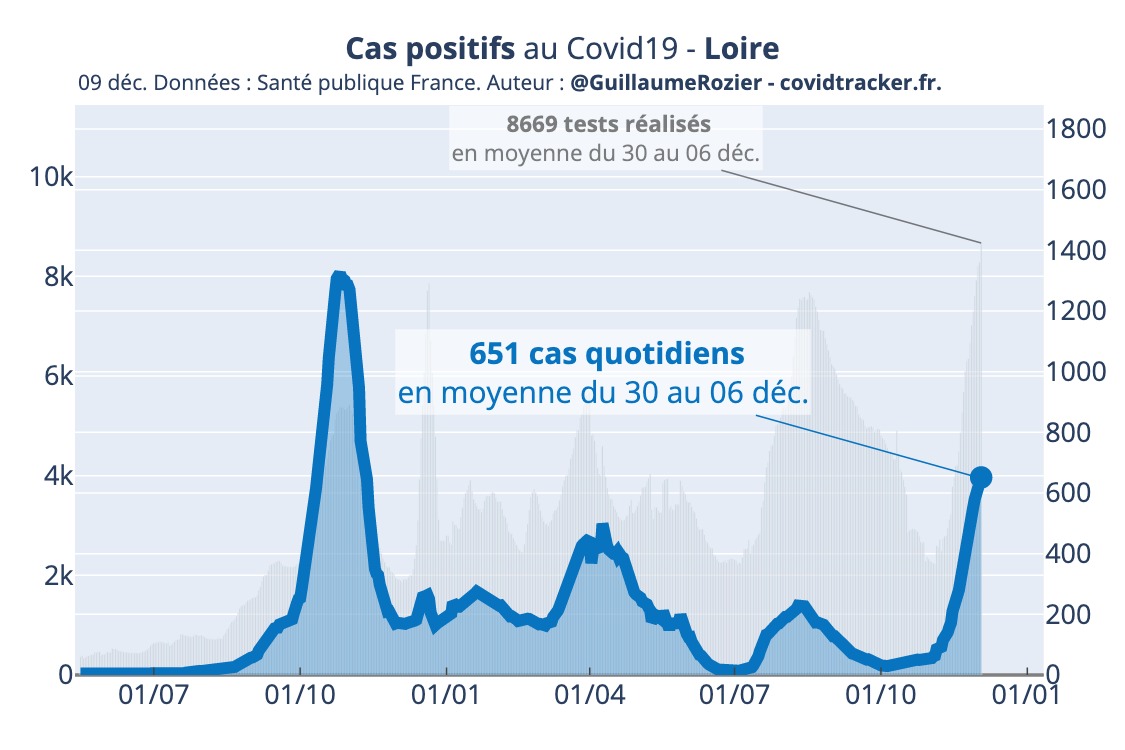 Cas positifs au Covid19 - Loire
09 déc. Données : Santé publique France. Auteur : @GuillaumeRozier - covidtracker.fr.
8669 tests réalisés
en moyenne du 30 au 06 déc.
651 cas quotidiens
en moyenne du 30 au 06 déc.
10k
8k
6k
4k
2k
0
1800
1600
1400
1200
1000
800
600
400
200
0
01/07
01/10
01/01
01/04
01/07
01/10
01/01